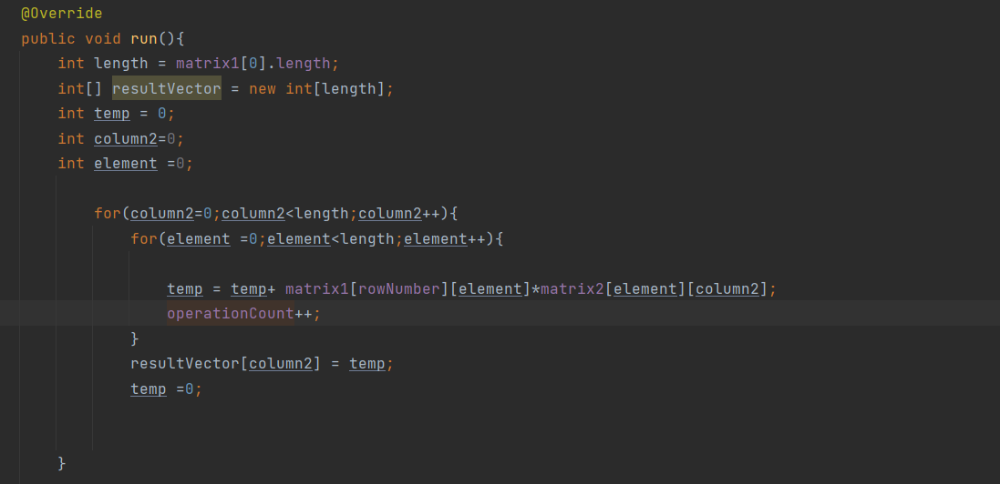 @Override
public void run(){
    int length = matrix1[0].length;
    int[] resultVector = new int[length];
    int temp = 0;
    int column2=0;
    int element =0;
        for(column2=0;column2<length;column2++){
            for(element =0;element<length;element++){
                temp = temp+ matrix1[rowNumber][element]*matrix2[element][column2];
                operationCount++;
            }
            resultVector[column2] = temp;
            temp =0;
    }